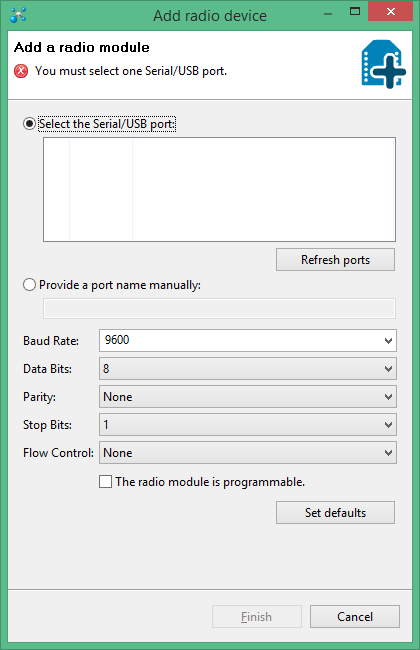 Add radio device
Add a radio module
You must select one Serial/USB port.
Select the Serial/USB port:
Refresh ports
Provide a port name manually:
Baud Rate: 9600
Data Bits: 8
Parity: None
Stop Bits: 1
Flow Control: None
The radio module is programmable.
Set defaults
Finish Cancel